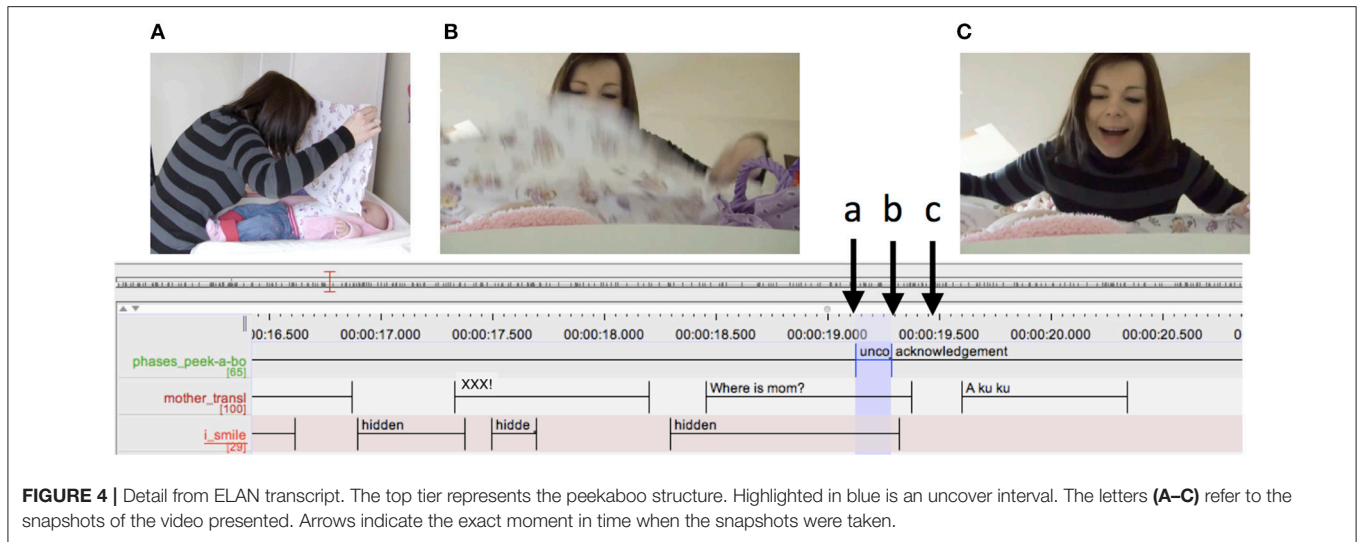 A B C
a b c
00:16.500 00:00:17.000 00:00:17.500 00:00:18.000 00:00:18.500 00:00:19.000 00:00:19.500 00:00:20.000 00:00:20.500 0
phases_peek-a-bo unco acknowledgement
[65]
mother_transl XXX! Where is mom? A ku ku
[100]
i_smile hidden hidde hidden
[29]
FIGURE 4 | Detail from ELAN transcript. The top tier represents the peekaboo structure. Highlighted in blue is an uncover interval. The letters (A–C) refer to the
snapshots of the video presented. Arrows indicate the exact moment in time when the snapshots were taken.